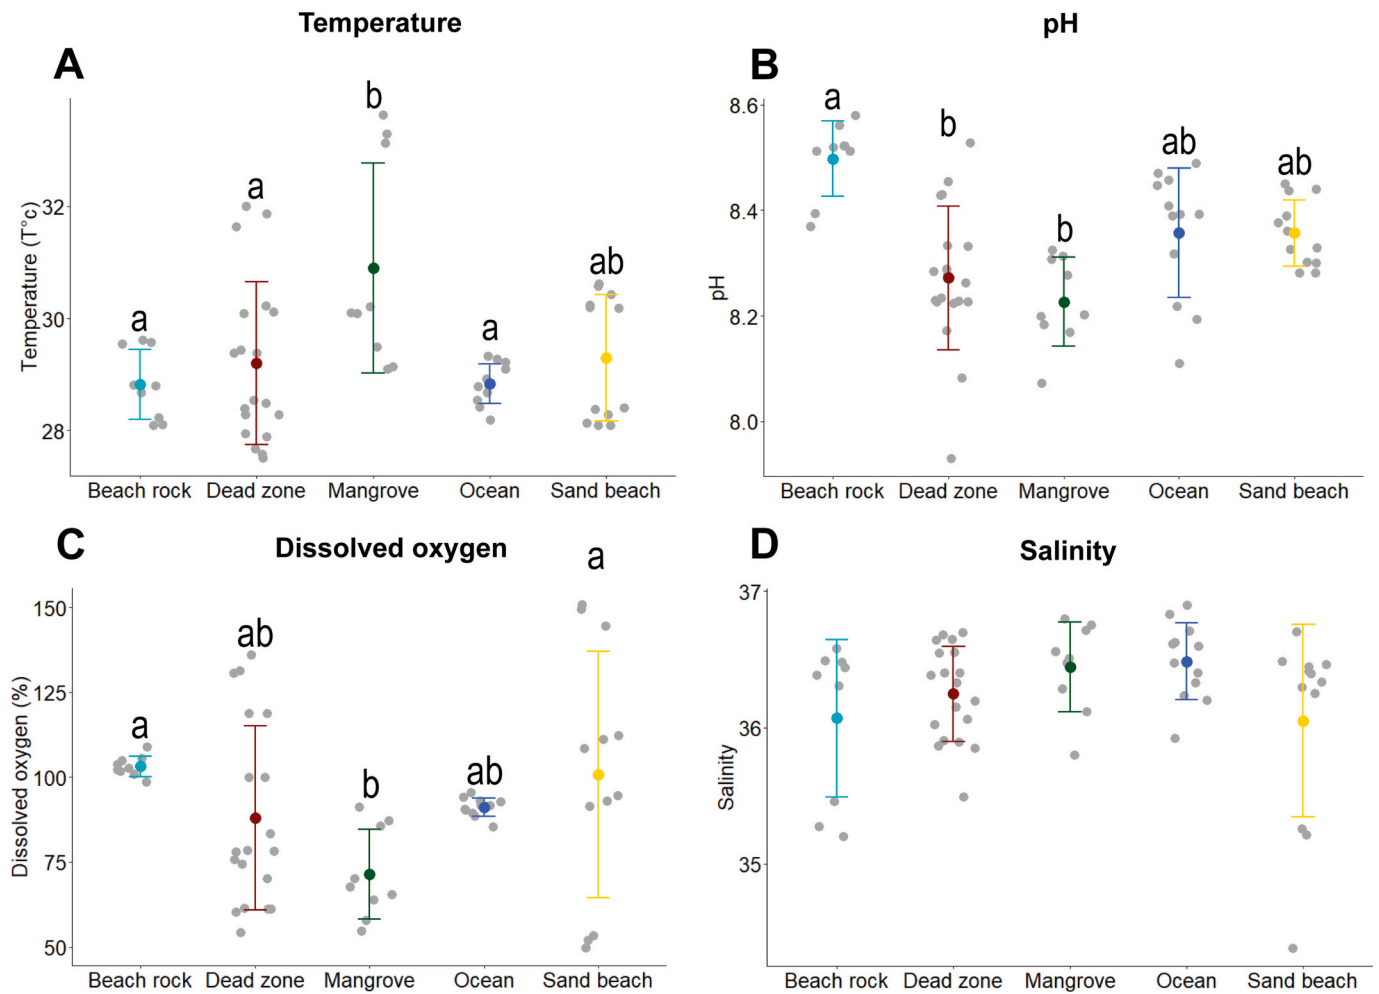 Temperature
A
Temperature (T°c)
32
30
28
a
a
b
a
ab
Beach rock Dead zone Mangrove Ocean Sand beach
pH
B
pH
8.6
8.4
8.2
8.0
a
b
b
ab
ab
Beach rock Dead zone Mangrove Ocean Sand beach
C
Dissolved oxygen
Dissolved oxygen (%)
150
125
100
75
50
a
ab
b
ab
a
Beach rock Dead zone Mangrove Ocean Sand beach
D
Salinity
Salinity
37
36
35
Beach rock Dead zone Mangrove Ocean Sand beach